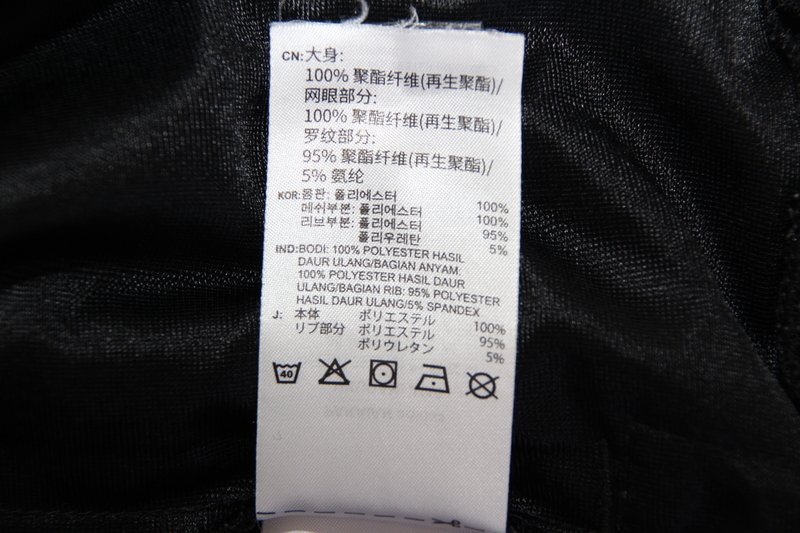 CN:大身:
100% 聚酯纤维(再生聚酯)/
网眼部分:
100% 聚酯纤维(再生聚酯)/
罗纹部分:
95% 聚酯纤维(再生聚酯)/
5% 氨纶
KOR: 몸판: 폴리에스터 100%
메쉬부분: 폴리에스터 100%
리브부분: 폴리에스터 95%
폴리우레탄 5%
IND:BODI: 100% POLYESTER HASIL
DAUR ULANG/BAGIAN ANYAM:
100% POLYESTER HASIL DAUR
ULANG/BAGIAN RIB: 95% POLYESTER
HASIL DAUR ULANG/5% SPANDEX
J: 本体 ポリエステル 100%
リブ部分 ポリエステル 95%
ポリウレタン 5%
40